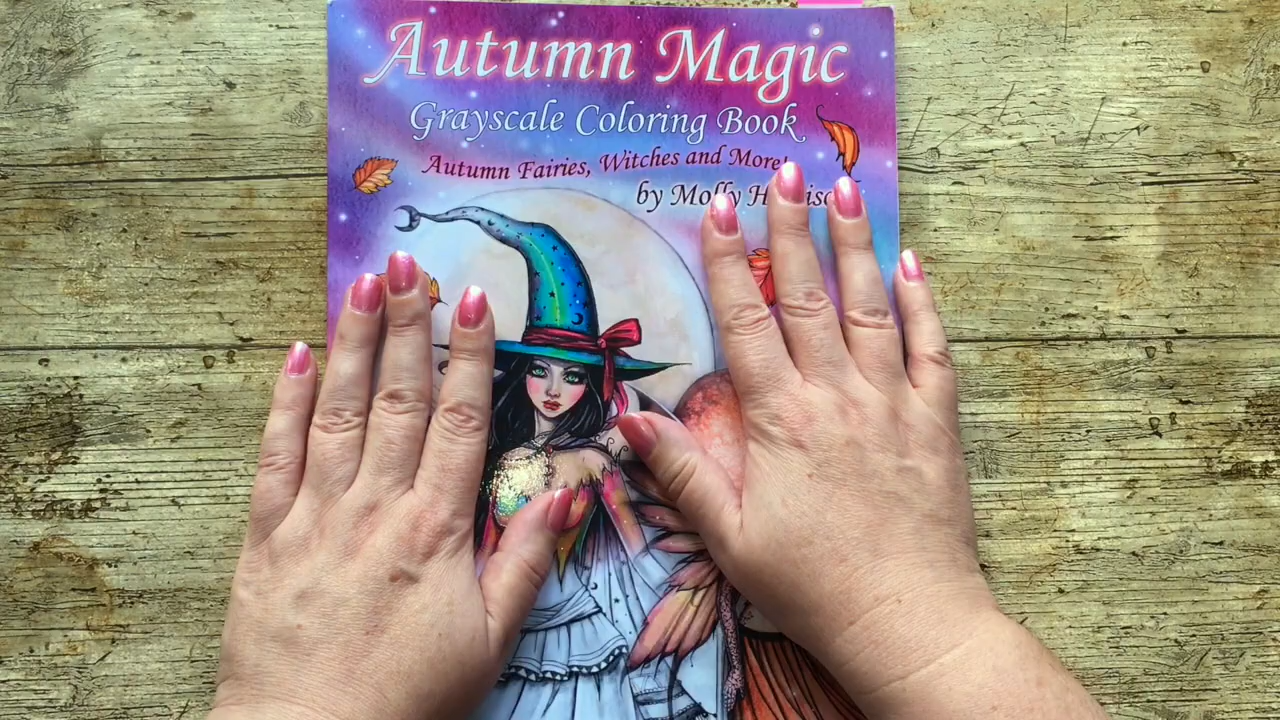 Autumn Magic
Grayscale Coloring Book
Autumn Fairies, Witches and More!
by Molly